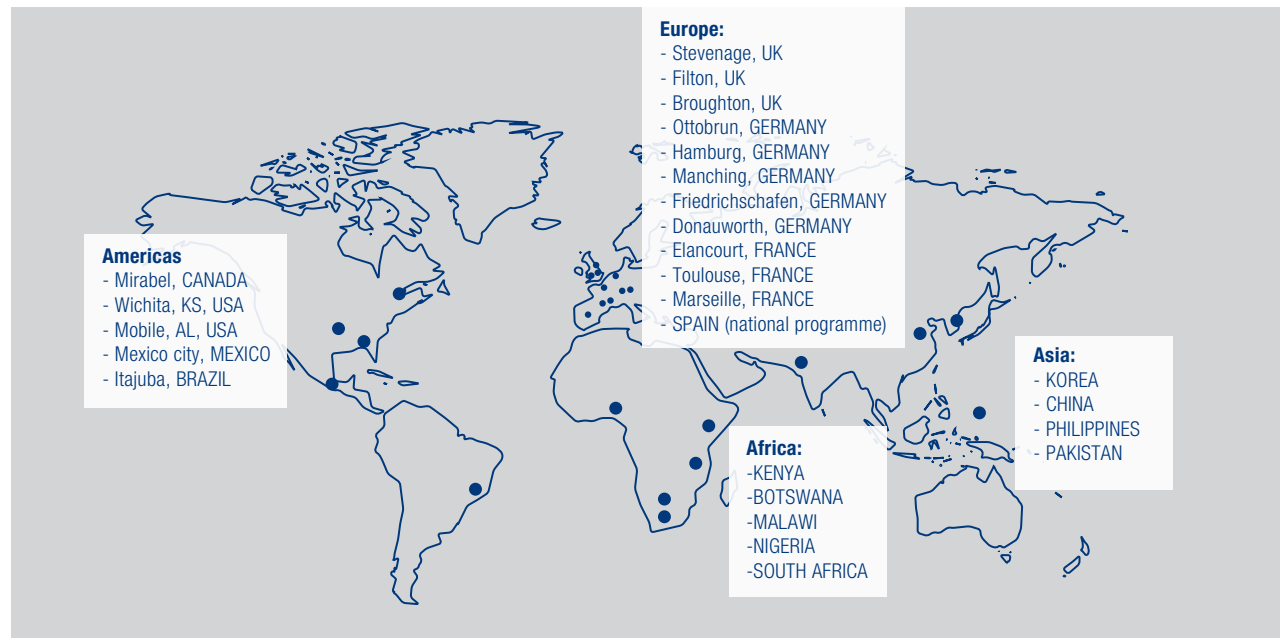 Europe:
- Stevenage, UK
- Filton, UK
- Broughton, UK
- Ottobrun, GERMANY
- Hamburg, GERMANY
- Manching, GERMANY
- Friedrichschafen, GERMANY
- Donauworth, GERMANY
- Elancourt, FRANCE
- Toulouse, FRANCE
- Marseille, FRANCE
- SPAIN (national programme)
Americas
- Mirabel, CANADA
- Wichita, KS, USA
- Mobile, AL, USA
- Mexico city, MEXICO
- Itajuba, BRAZIL
Asia:
- KOREA
- CHINA
- PHILIPPINES
- PAKISTAN
Africa:
-KENYA
-BOTSWANA
-MALAWI
-NIGERIA
-SOUTH AFRICA